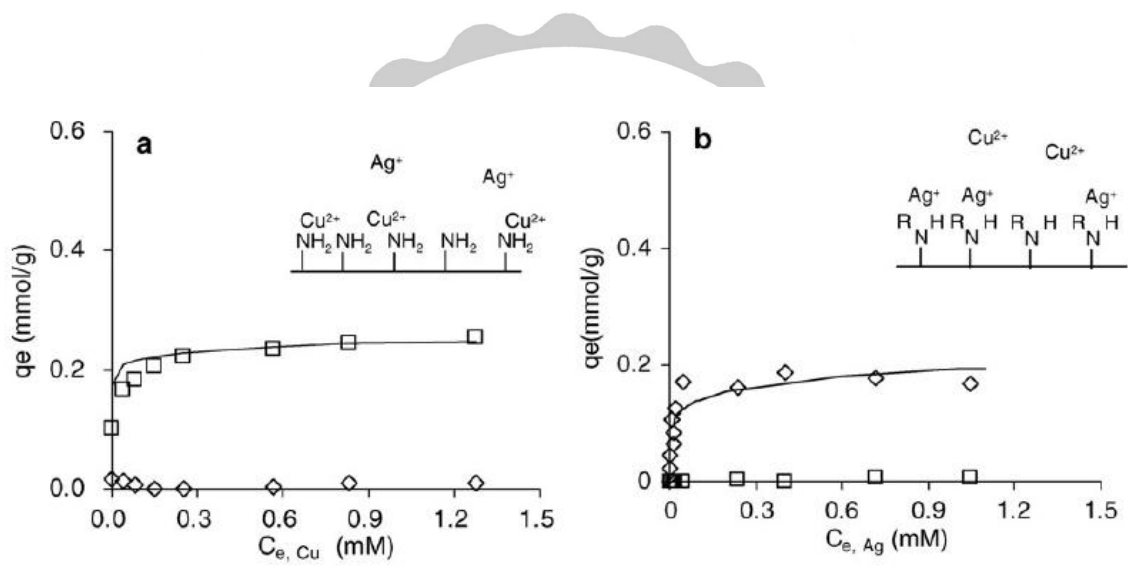 a
0.6
0.4
0.2
0.0
qe (mmol/g)
Ag⁺
Ag⁺
Cu²⁺ Cu²⁺ Cu²⁺
NH₂ NH₂ NH₂ NH₂ NH₂
0.0 0.3 0.6 0.9 1.2 1.5
Cₑ, Cu (mM)
b
0.6
0.4
0.2
0
qe(mmol/g)
Cu²⁺
Cu²⁺
Ag⁺ Ag⁺ Ag⁺
R H R H R H R H
N N N N
0 0.3 0.6 0.9 1.2 1.5
Cₑ, Ag (mM)